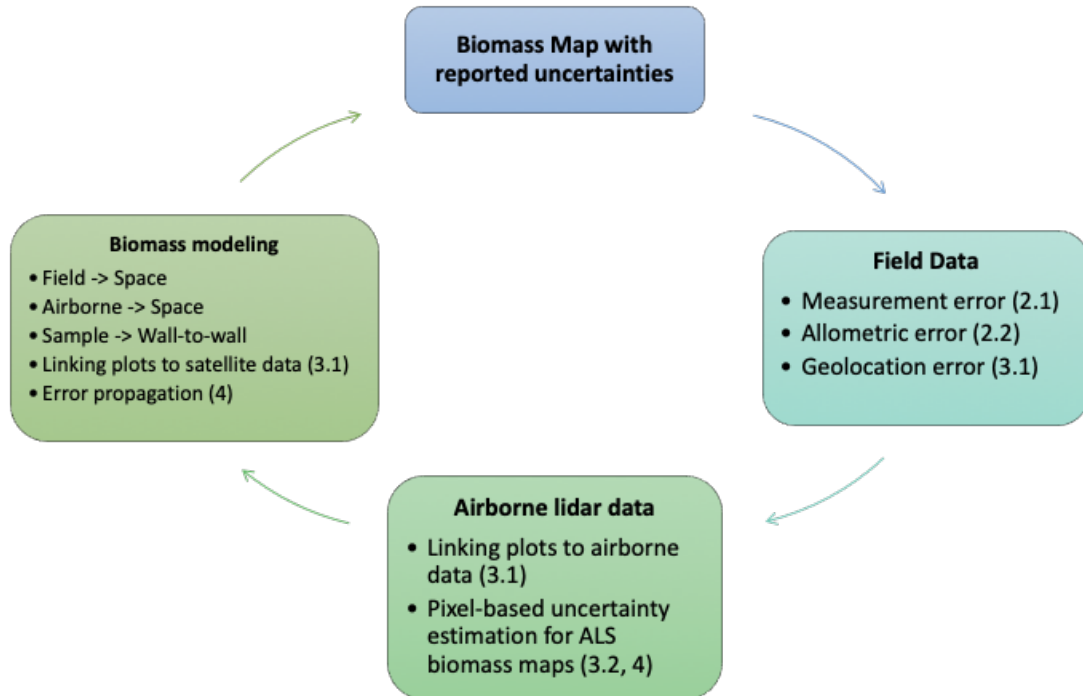 Biomass Map with
reported uncertainties
Field Data
• Measurement error (2.1)
• Allometric error (2.2)
• Geolocation error (3.1)
Airborne lidar data
• Linking plots to airborne
data (3.1)
• Pixel-based uncertainty
estimation for ALS
biomass maps (3.2, 4)
Biomass modeling
• Field -> Space
• Airborne -> Space
• Sample -> Wall-to-wall
• Linking plots to satellite data (3.1)
• Error propagation (4)